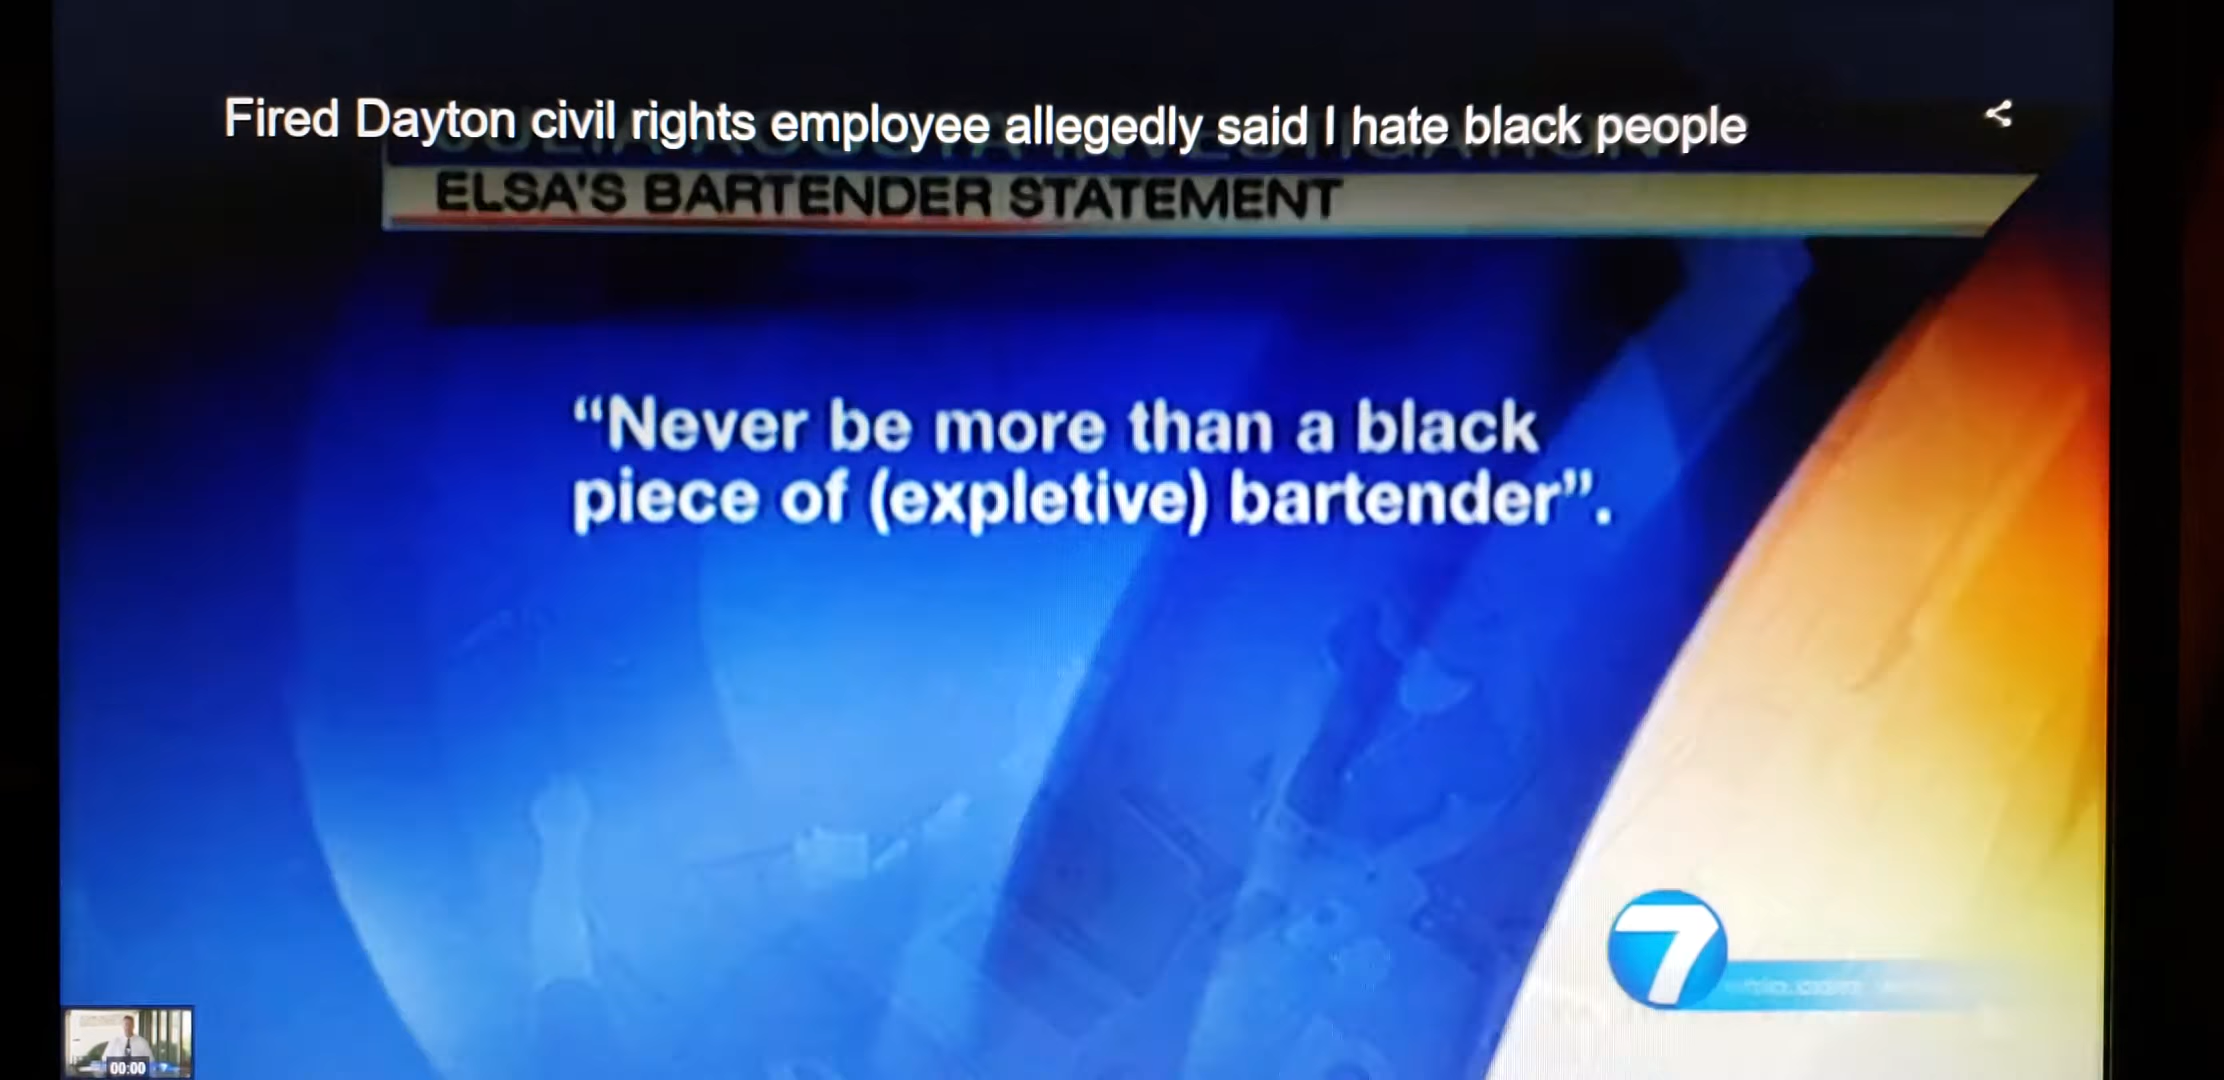 Fired Dayton civil rights employee allegedly said I hate black people
ELSA'S BARTENDER STATEMENT
“Never be more than a black
piece of (expletive) bartender”.
7
00:00